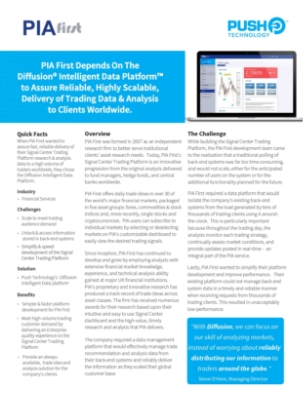 PIA first
PUSH
TECHNOLOGY
PIA First Depends On The
Diffusion® Intelligent Data Platform™
to Assure Reliable, Highly Scalable,
Delivery of Trading Data & Analysis
to Clients Worldwide.
Quick Facts
When PIA First wanted to
assure fast, reliable delivery of
their Signal Center Trading
Platform research & analysis
data to a high volume of
traders worldwide, they chose
the Diffusion Intelligent Data
Platform.
Industry
Financial Services
Challenges
Scale to meet trading
audience demand
Unlock & access information
stored in back-end systems
Simplify & speed
development of the Signal
Center Trading Platform
Solution
Push Technology's Diffusion
Intelligent Data Platform
Benefits
Simpler & faster platform
development for PIA First
Meet high-volume trading
customer demand by
delivering an enterprise
quality experience on the
Signal Center Trading
Platform
Provide an always
available, trade idea and
analysis solution for the
company's clients
Overview
PIA First was formed in 2007 as an independent
research firm to better serve institutional
clients' asset research needs. Today, PIA First's
Signal Center Trading Platform is an innovative
progression from the original analysis delivered
to fund managers, hedge funds, and central
banks worldwide.
PIA First offers daily trade ideas in over 30 of
the world's major financial markets, packaged
in five asset groups: forex, commodities & stock
indices and, more recently, single stocks and
cryptocurrencies. PIA users can subscribe to
individual markets by selecting or deselecting
markets on PIA's customizable dashboard to
easily view the desired trading signals.
Since inception, PIA First has continued to
develop and grow by employing analysts with
extensive financial market knowledge,
experience, and technical analysis ability
gained at major UK financial institutions.
PIA's proprietary and innovative research has
produced a track record of trade ideas across
asset classes. The firm has received numerous
awards for their research based upon their
intuitive and easy to use Signal Center
dashboard and the high value, timely
research and analysis that PIA delivers.
The company required a data management
platform that would effectively manage trade
recommendation and analysis data from
their back-end systems and reliably deliver
the information as they scaled their global
customer base.
The Challenge
While building the Signal Center Trading
Platform, the PIA First development team came
to the realization that a traditional polling of
back-end systems was far too time consuming
and would not scale, either for the anticipated
number of users on the system or for the
additional functionality planned for the future.
PIA First required a data platform that would
isolate the company's existing back-end
systems from the load generated by tens of
thousands of trading clients using it around
the clock. This is particularly important
because throughout the trading day, the
analysts monitor each trading strategy,
continually assess market conditions, and
provide updates posted in real-time - an
integral part of the PIA service.
Lastly, PIA First wanted to simplify their platform
development and improve performance. Their
existing platform could not manage back-end
system data in a timely and reliable manner
when receiving requests from thousands of
trading clients. This resulted in unacceptably
low performance.
"With Diffusion, we can focus on
our skill of analyzing markets,
instead of worrying about reliably
distributing our information to
traders around the globe."
Steve O'Hare, Managing Director